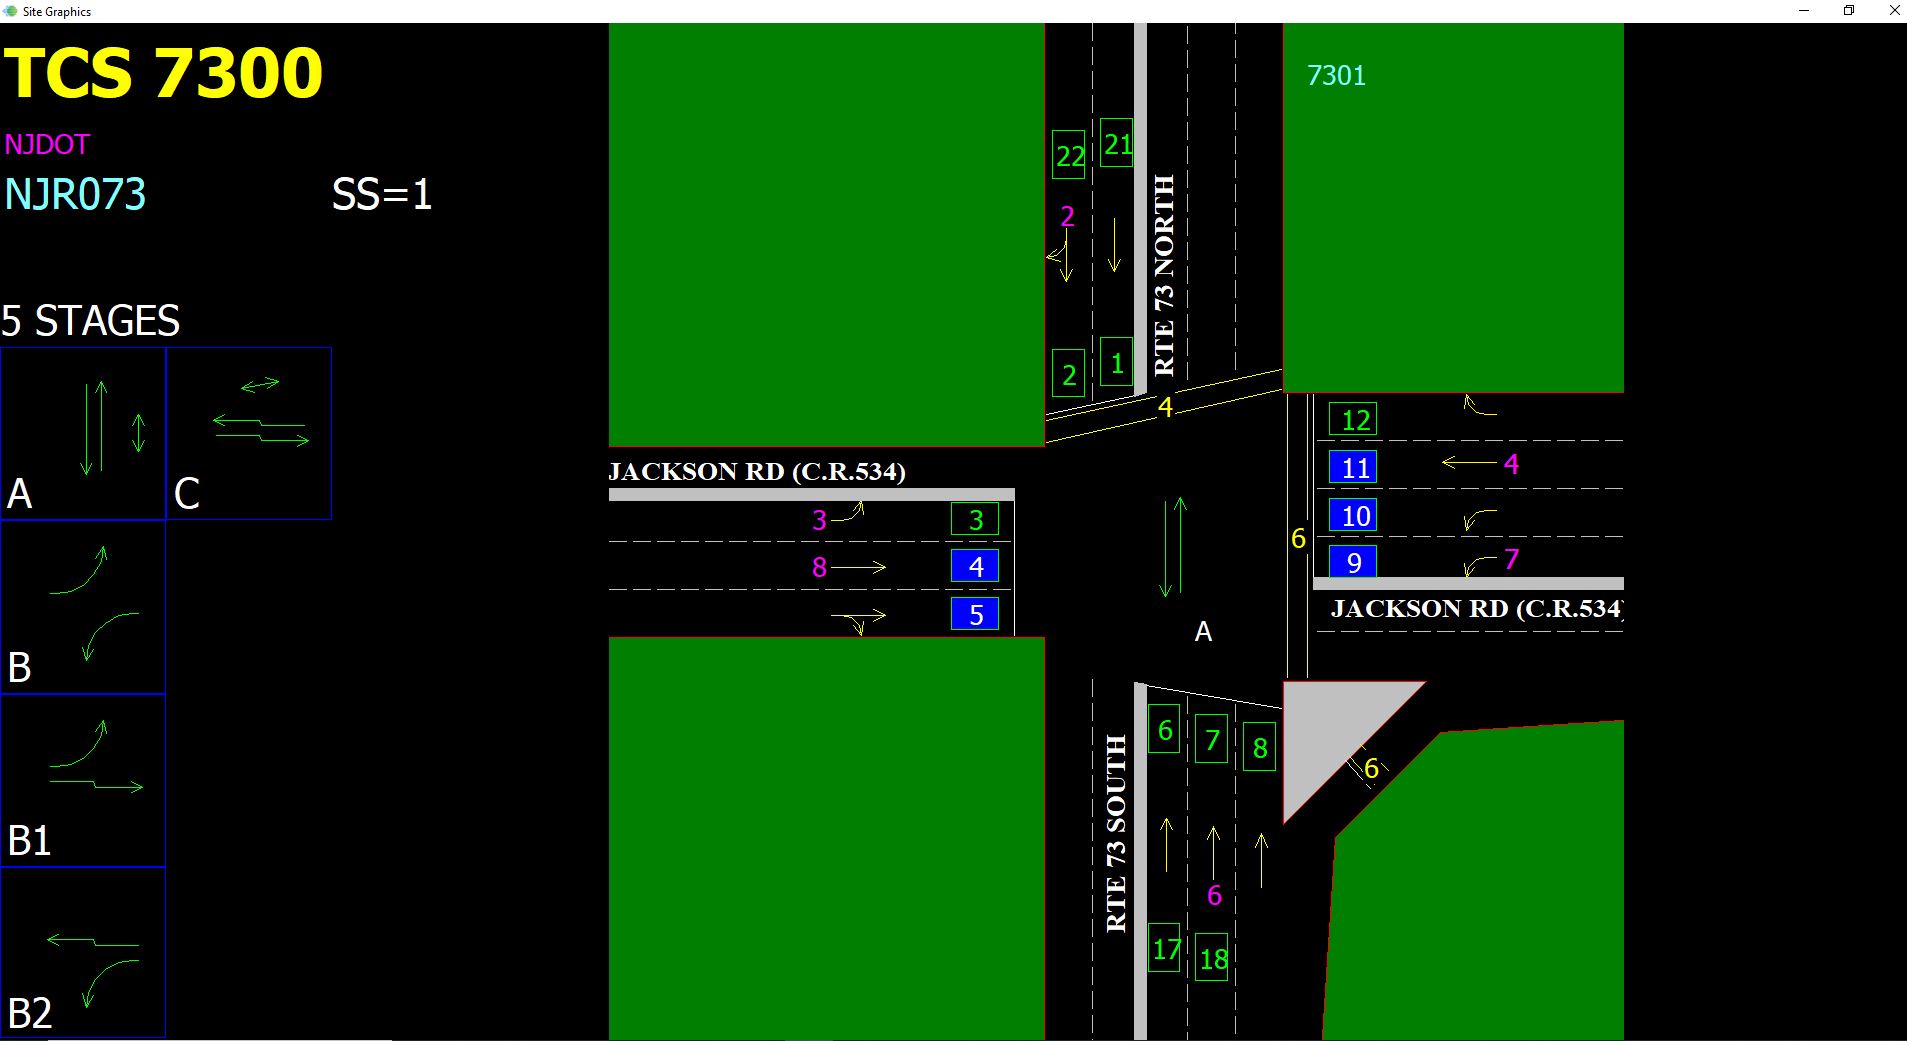 Site Graphics
TCS 7300
NJDOT
NJR073
SS=1
5 STAGES
A
C
B
B1
B2
7301
22
21
2
RTE 73 NORTH
2
1
4
JACKSON RD (C.R.534)
12
11
4
10
9
7
3
3
8
4
5
6
JACKSON RD (C.R.534)
A
6
7
8
6
RTE 73 SOUTH
6
17
18